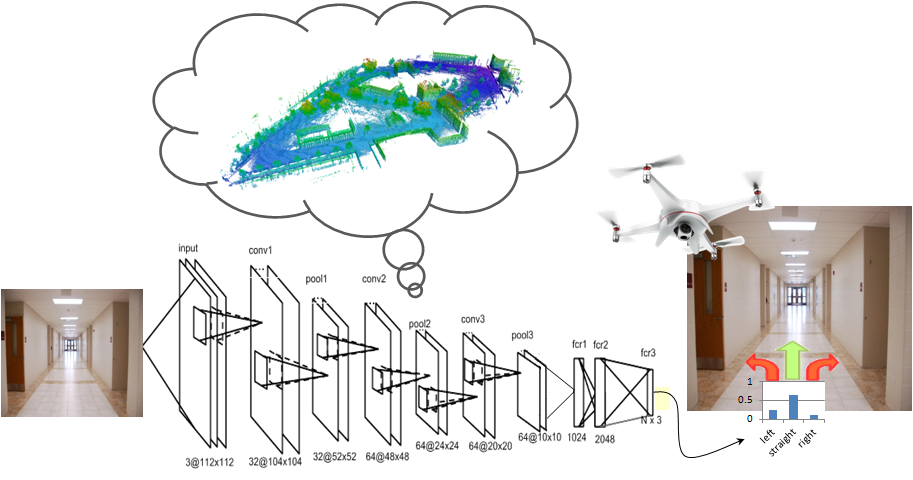 input
conv1
pool1
conv2
pool2
conv3
pool3
fcr1
fcr2
fcr3
3@112x112
32@104x104
32@52x52
64@48x48
64@24x24
64@20x20
64@10x10
1024
2048
N x 3
1
0.5
0
left
straight
right